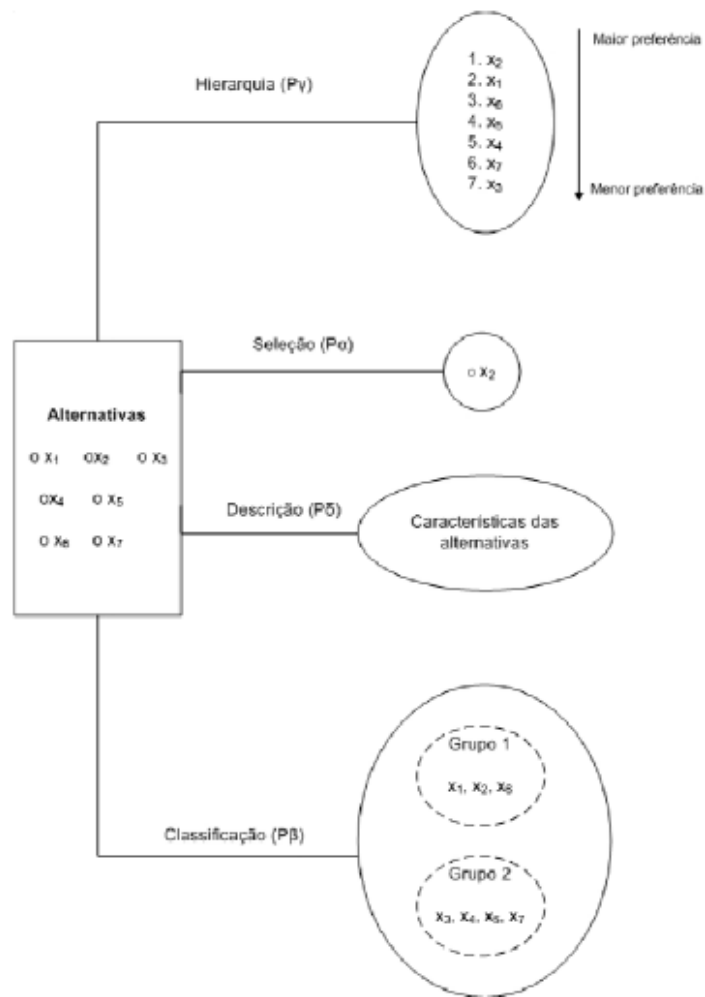 Hierarquia (Pγ)
1. x₂
2. x₁
3. x₆
4. x₅
5. x₄
6. x₇
7. x₃
Maior preferência
Menor preferência
Seleção (Pα)
o x₂
Alternativas
o x₁ ox₂ o x₃
ox₄ o x₅
o x₆ o x₇
Descrição (Pδ)
Características das
alternativas
Classificação (Pβ)
Grupo 1
x₁, x₂, x₆
Grupo 2
x₃, x₄, x₅, x₇